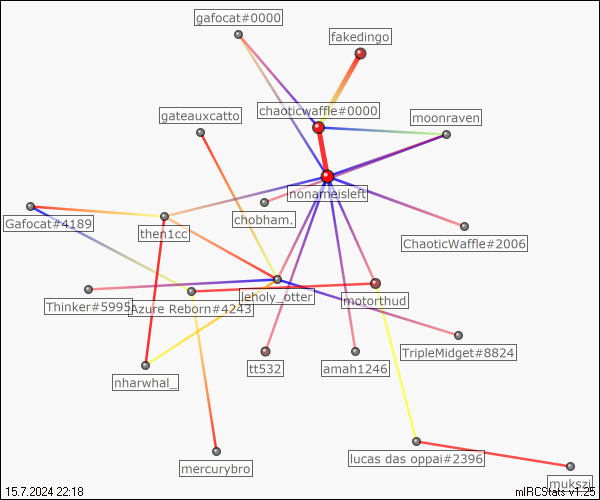 gafocat#0000
fakedingo
chaoticwaffle#0000
gateauxcatto
moonraven
nonameisleft
chobham.
Gafocat#4189
then1cc
ChaoticWaffle#2006
leholy_otter
motorthud
Thinker#5995
Azure Reborn#4243
TripleMidget#8824
tt532
amah1246
nharwhal_
lucas das oppai#2396
mercurybro
mukszi
15.7.2024 22:18
mIRCStats v1.25